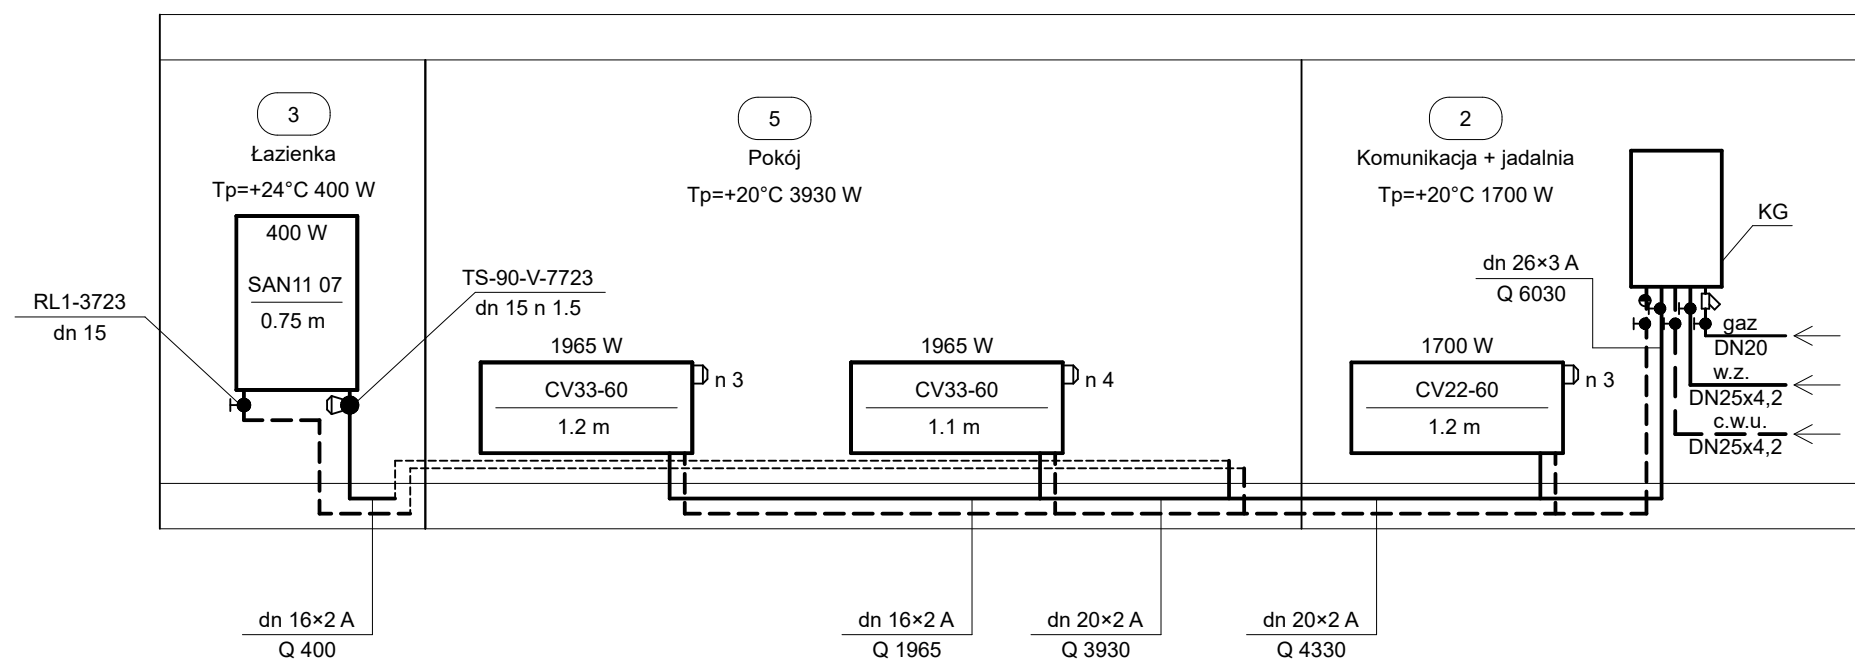 3
Łazienka
Tp=+24°C 400 W
400 W
SAN11 07
0.75 m
RL1-3723
dn 15
TS-90-V-7723
dn 15 n 1.5
5
Pokój
Tp=+20°C 3930 W
1965 W
CV33-60
1.2 m
n 3
1965 W
CV33-60
1.1 m
n 4
2
Komunikacja + jadalnia
Tp=+20°C 1700 W
1700 W
CV22-60
1.2 m
n 3
KG
dn 26×3 A
Q 6030
gaz
DN20
w.z.
DN25x4,2
c.w.u.
DN25x4,2
dn 16×2 A
Q 400
dn 16×2 A
Q 1965
dn 20×2 A
Q 3930
dn 20×2 A
Q 4330